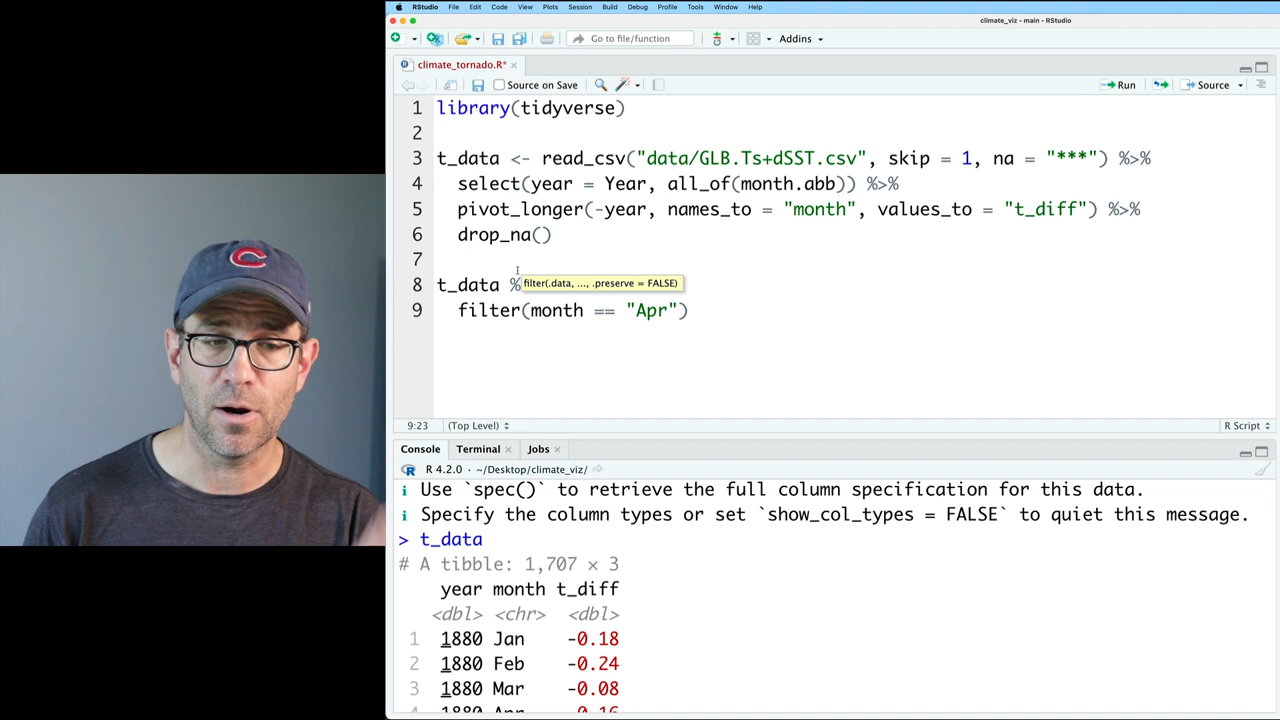 RStudio File Edit Code View Plots Session Build Debug Profile Tools Window Help
climate_viz - main - RStudio
Go to file/function
Addins
climate_tornado.R*
Source on Save
Run
Source
1 library(tidyverse)
2
3 t_data <- read_csv("data/GLB.Ts+dSST.csv", skip = 1, na = "***") %>%
4 select(year = Year, all_of(month.abb)) %>%
5 pivot_longer(-year, names_to = "month", values_to = "t_diff") %>%
6 drop_na()
7
8 t_data %
filter(.data, ..., .preserve = FALSE)
9 filter(month == "Apr")
9:23 (Top Level) R Script
Console Terminal Jobs
R 4.2.0 · ~/Desktop/climate_viz/
i Use `spec()` to retrieve the full column specification for this data.
i Specify the column types or set `show_col_types = FALSE` to quiet this message.
> t_data
# A tibble: 1,707 × 3
year month t_diff
<dbl> <chr> <dbl>
1 1880 Jan -0.18
2 1880 Feb -0.24
3 1880 Mar -0.08
4 1880 Apr -0.16
C